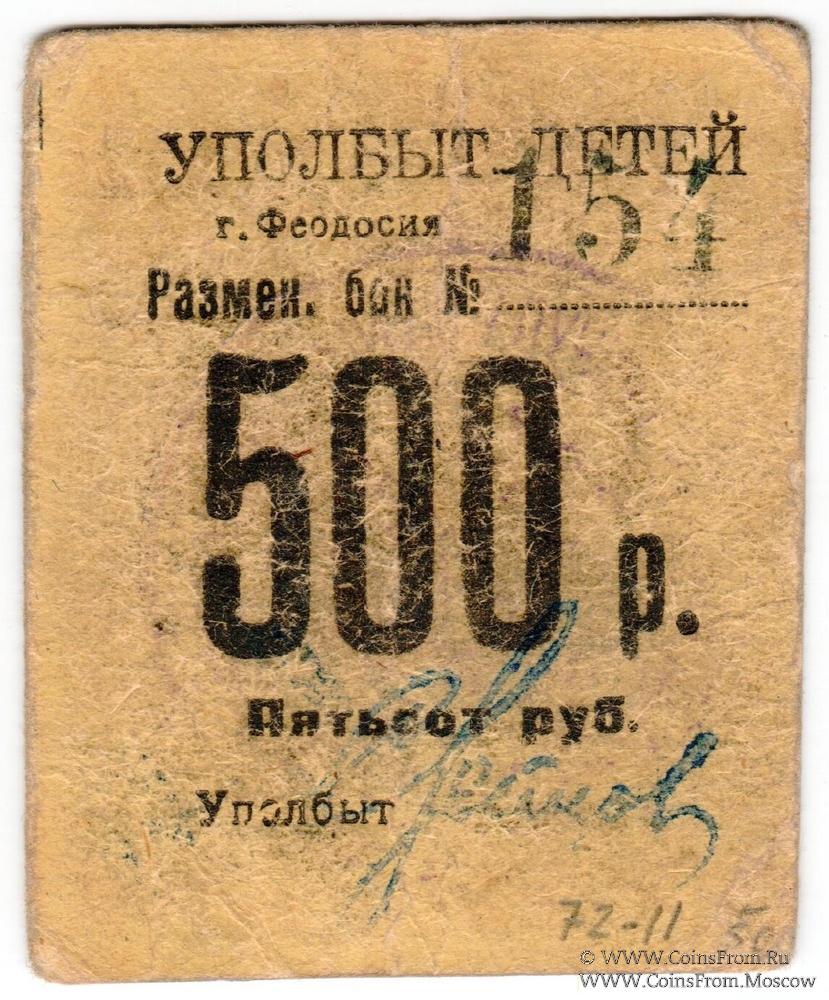 УПОЛБЫТ ДЕТЕЙ
г. Феодосия
154
Размен. бон №
500 р.
Пятьсот руб.
Уполбыт
72-11
© WWW.CoinsFrom.Ru
WWW.CoinsFrom.Moscow